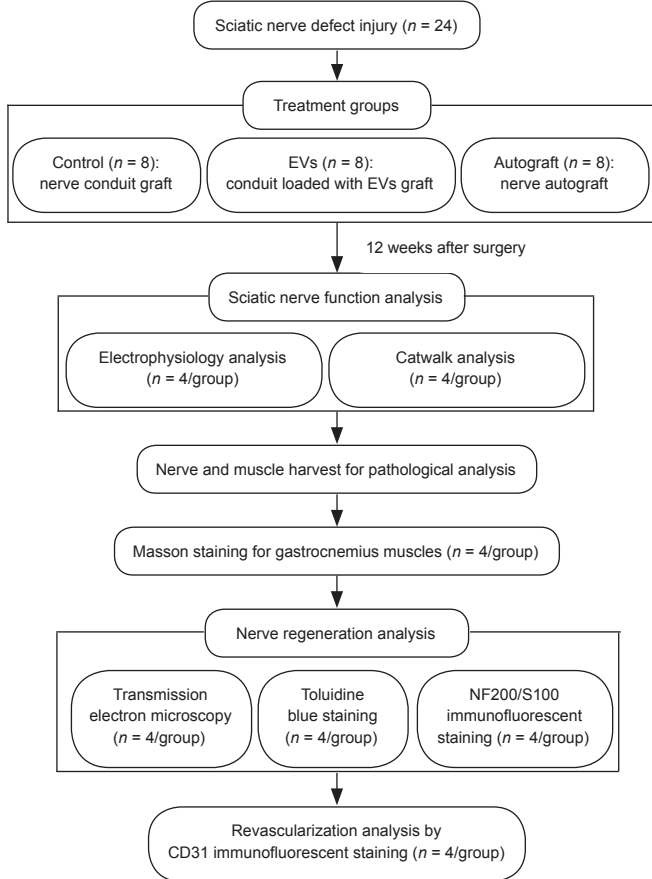 Sciatic nerve defect injury (n = 24)
Treatment groups
Control (n = 8):
nerve conduit graft
EVs (n = 8):
conduit loaded with EVs graft
Autograft (n = 8):
nerve autograft
12 weeks after surgery
Sciatic nerve function analysis
Electrophysiology analysis
(n = 4/group)
Catwalk analysis
(n = 4/group)
Nerve and muscle harvest for pathological analysis
Masson staining for gastrocnemius muscles (n = 4/group)
Nerve regeneration analysis
Transmission
electron microscopy
(n = 4/group)
Toluidine
blue staining
(n = 4/group)
NF200/S100
immunofluorescent
staining (n = 4/group)
Revascularization analysis by
CD31 immunofluorescent staining (n = 4/group)